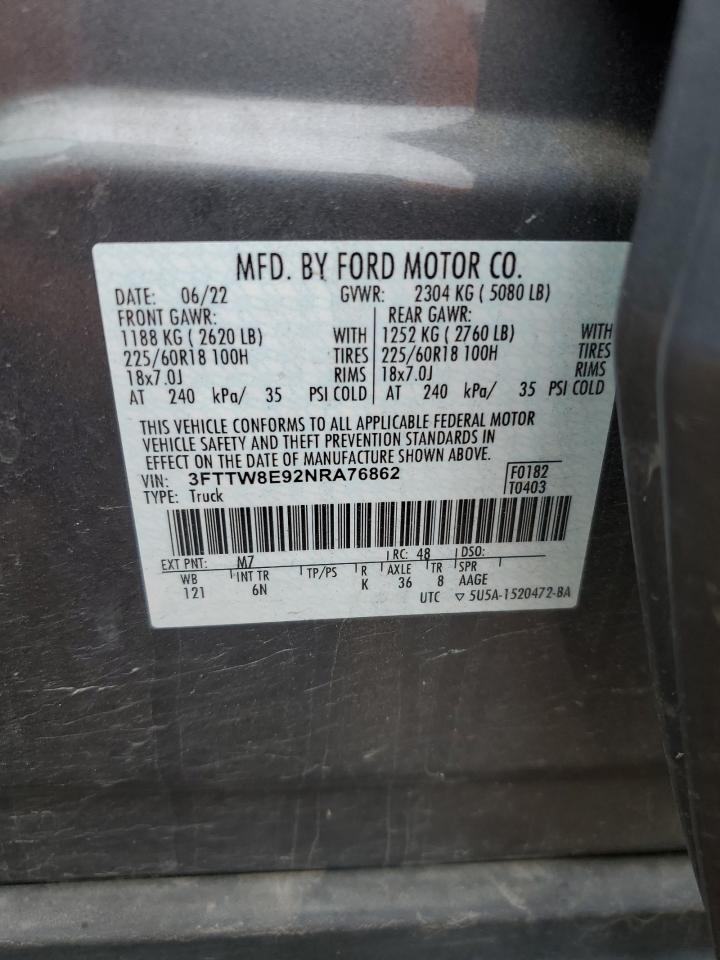 MFD. BY FORD MOTOR CO.
DATE: 06/22 GVWR: 2304 KG ( 5080 LB)
FRONT GAWR: REAR GAWR:
1188 KG ( 2620 LB) WITH 1252 KG ( 2760 LB) WITH
225/60R18 100H TIRES 225/60R18 100H TIRES
18x7.0J RIMS 18x7.0J RIMS
AT 240 kPa/ 35 PSI COLD AT 240 kPa/ 35 PSI COLD
THIS VEHICLE CONFORMS TO ALL APPLICABLE FEDERAL MOTOR
VEHICLE SAFETY AND THEFT PREVENTION STANDARDS IN
EFFECT ON THE DATE OF MANUFACTURE SHOWN ABOVE.
VIN: 3FTTW8E92NRA76862 F0182
TYPE: Truck T0403
EXT PNT: M7 RC: 48 DSO:
WB INT TR TP/PS R AXLE TR SPR
121 6N K 36 8 AAGE
UTC ▽ 5U5A-1520472-BA